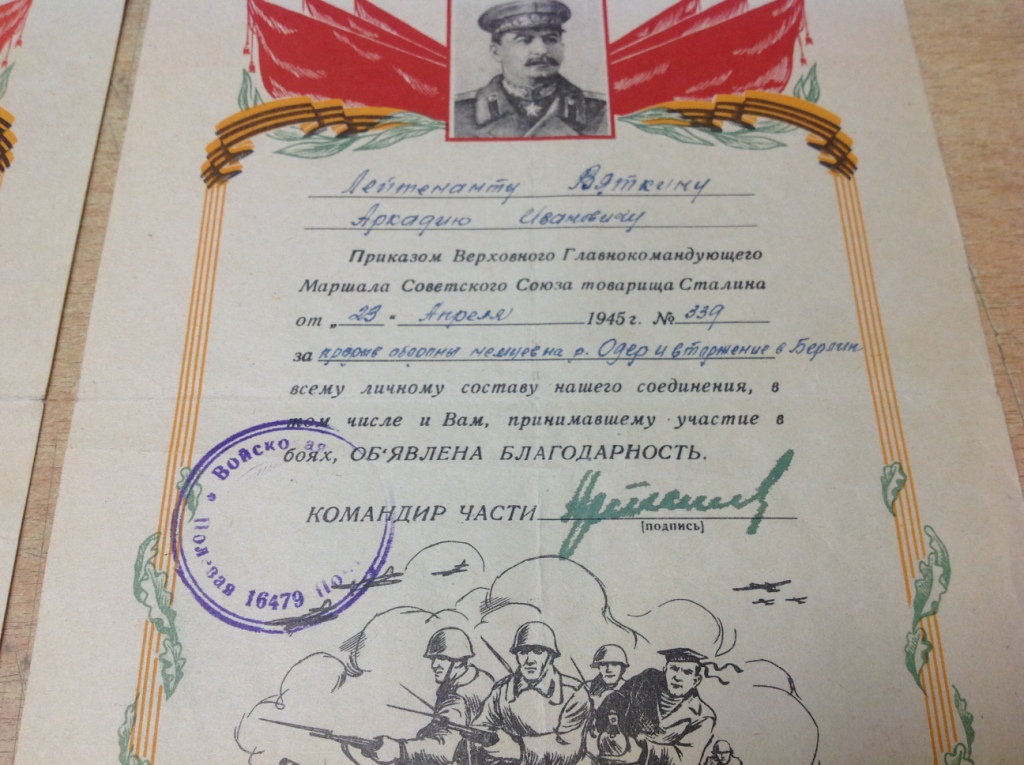 Лейтенанту Вяткину
Аркадию Ивановичу
Приказом Верховного Главнокомандующего
Маршала Советского Союза товарища Сталина
от „23“ Апреля 1945 г. № 339
за прорыв обороны немцев на р. Одер и вторжение в Берлин
всему личному составу нашего соединения, в
том числе и Вам, принимавшему участие в
боях, ОБ'ЯВЛЕНА БЛАГОДАРНОСТЬ.
КОМАНДИР ЧАСТИ
[подпись]
Полевая 16479